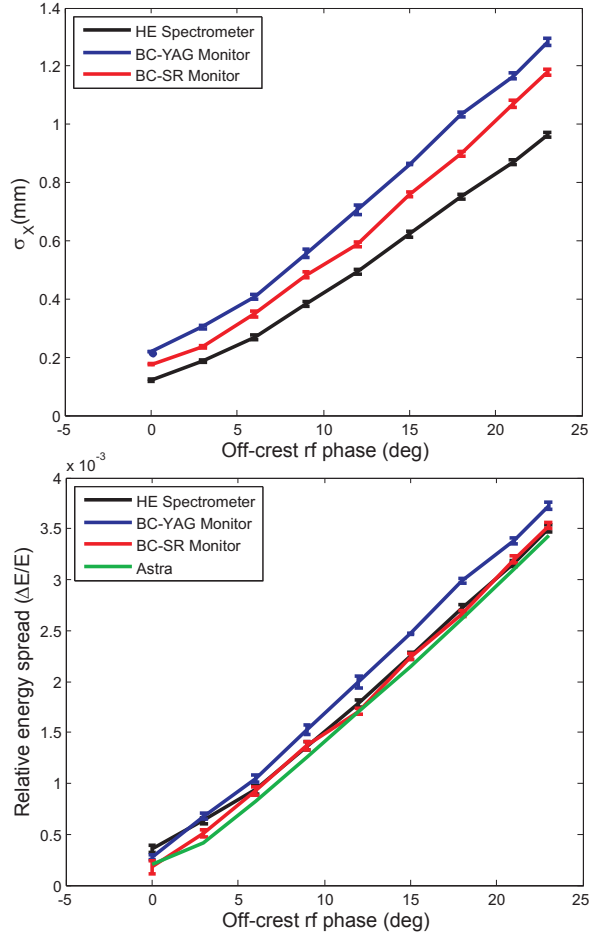 1.4
1.2
1
0.8
0.6
0.4
0.2
0
σX(mm)
HE Spectrometer
BC-YAG Monitor
BC-SR Monitor
-5 0 5 10 15 20 25
Off-crest rf phase (deg)
x 10-3
4
3.5
3
2.5
2
1.5
1
0.5
0
Relative energy spread (ΔE/E)
HE Spectrometer
BC-YAG Monitor
BC-SR Monitor
Astra
-5 0 5 10 15 20 25
Off-crest rf phase (deg)